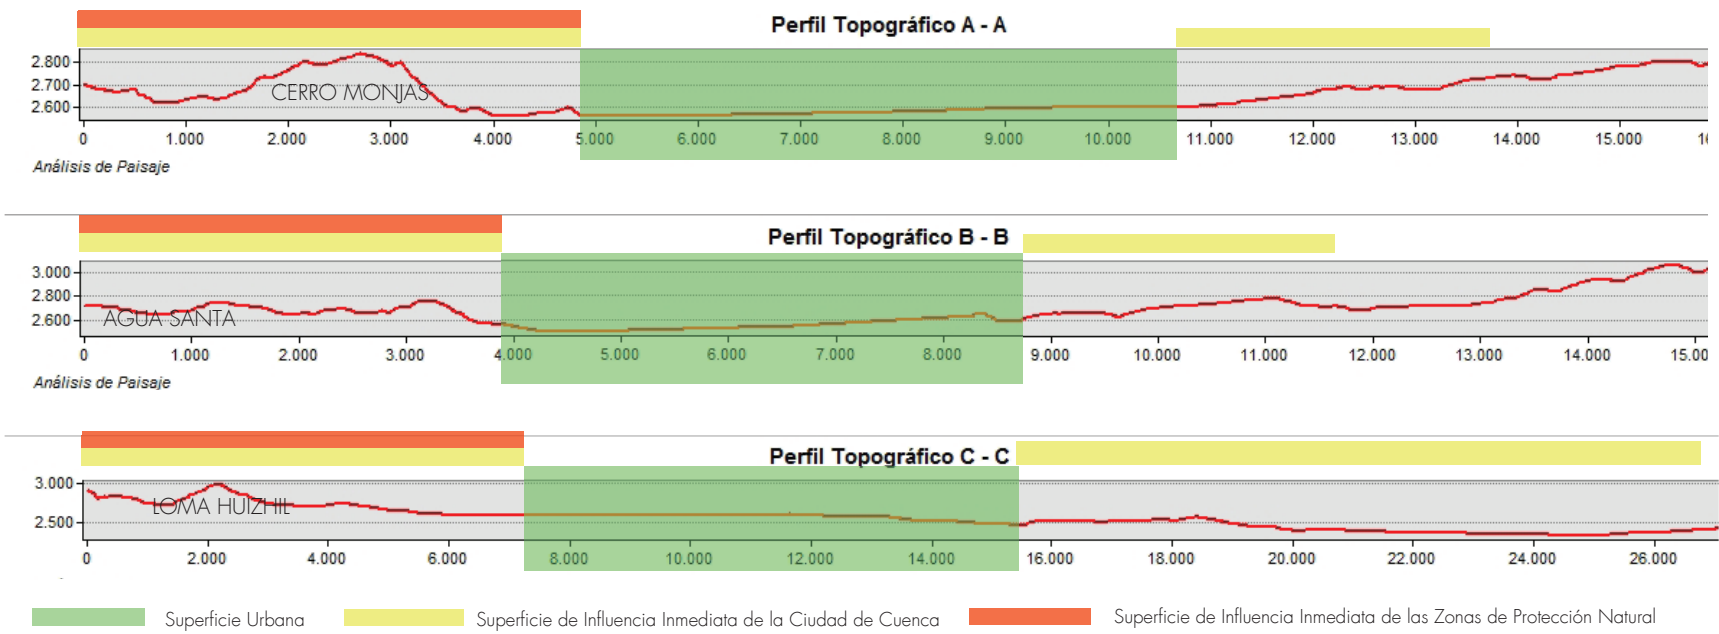 Perfil Topográfico A - A
2.800
2.700
2.600
CERRO MONJAS
0 1.000 2.000 3.000 4.000 5.000 6.000 7.000 8.000 9.000 10.000 11.000 12.000 13.000 14.000 15.000
Análisis de Paisaje
Perfil Topográfico B - B
3.000
2.800
2.600
AGUA SANTA
0 1.000 2.000 3.000 4.000 5.000 6.000 7.000 8.000 9.000 10.000 11.000 12.000 13.000 14.000 15.00
Análisis de Paisaje
Perfil Topográfico C - C
3.000
2.500
LOMA HUIZHIL
0 2.000 4.000 6.000 8.000 10.000 12.000 14.000 16.000 18.000 20.000 22.000 24.000 26.000
Superficie Urbana
Superficie de Influencia Inmediata de la Ciudad de Cuenca
Superficie de Influencia Inmediata de las Zonas de Protección Natural